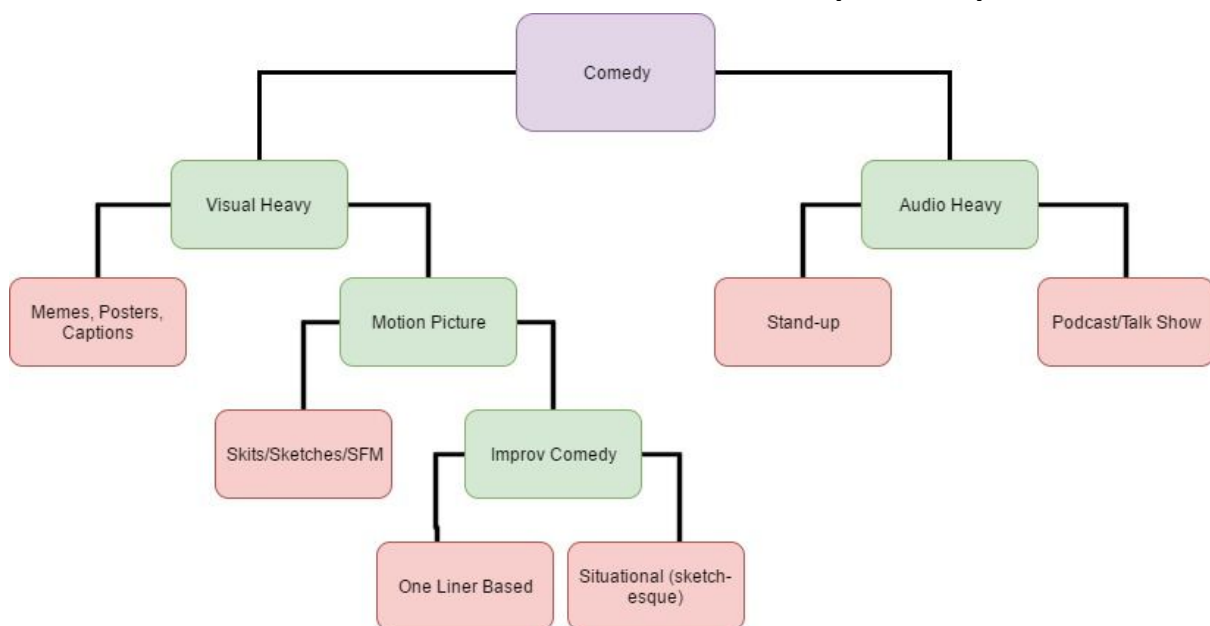 Comedy
Visual Heavy
Audio Heavy
Memes, Posters,
Captions
Motion Picture
Stand-up
Podcast/Talk Show
Skits/Sketches/SFM
Improv Comedy
One Liner Based
Situational (sketch-
esque)